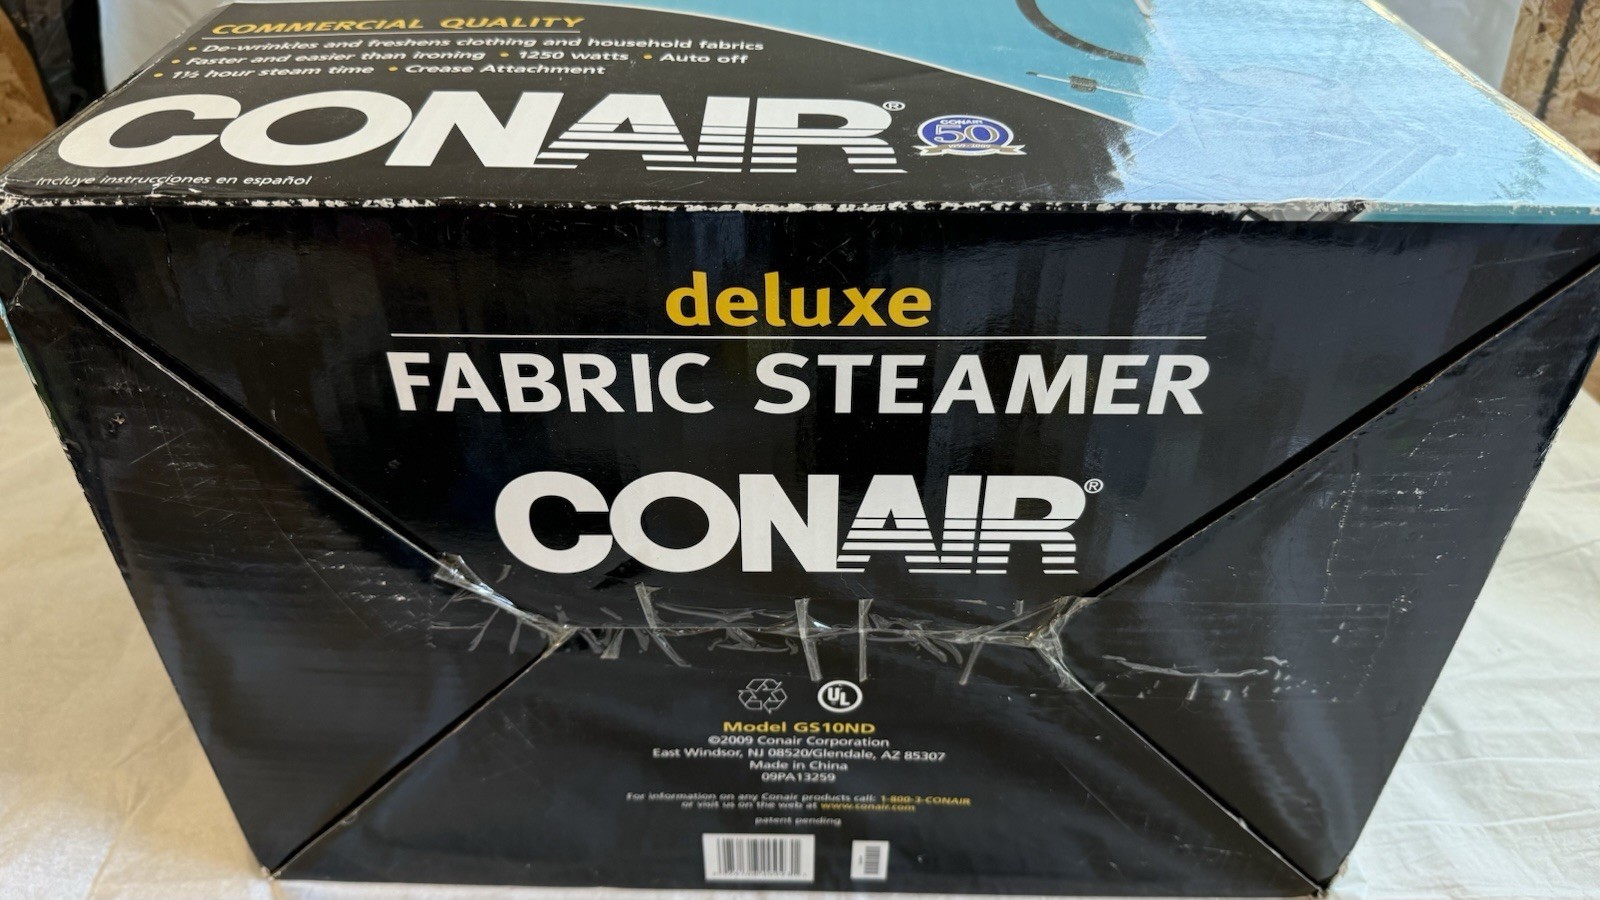 COMMERCIAL QUALITY
• De-wrinkles and freshens clothing and household fabrics
• Faster and easier than ironing • 1250 watts • Auto off
• 1½ hour steam time • Crease Attachment
CONAIR®
CONAIR
50
Incluye instrucciones en español
deluxe
FABRIC STEAMER
CONAIR®
UL
Model GS10ND
©2009 Conair Corporation
East Windsor, NJ 08520/Glendale, AZ 85307
Made in China
09PA13259
For information on any Conair products call: 1-800-3-CONAIR
or visit us on the web at www.conair.com
patent pending